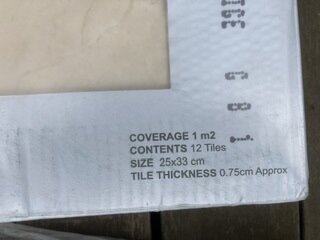 COVERAGE 1 m2
CONTENTS 12 Tiles
SIZE 25x33 cm
TILE THICKNESS 0.75cm Approx